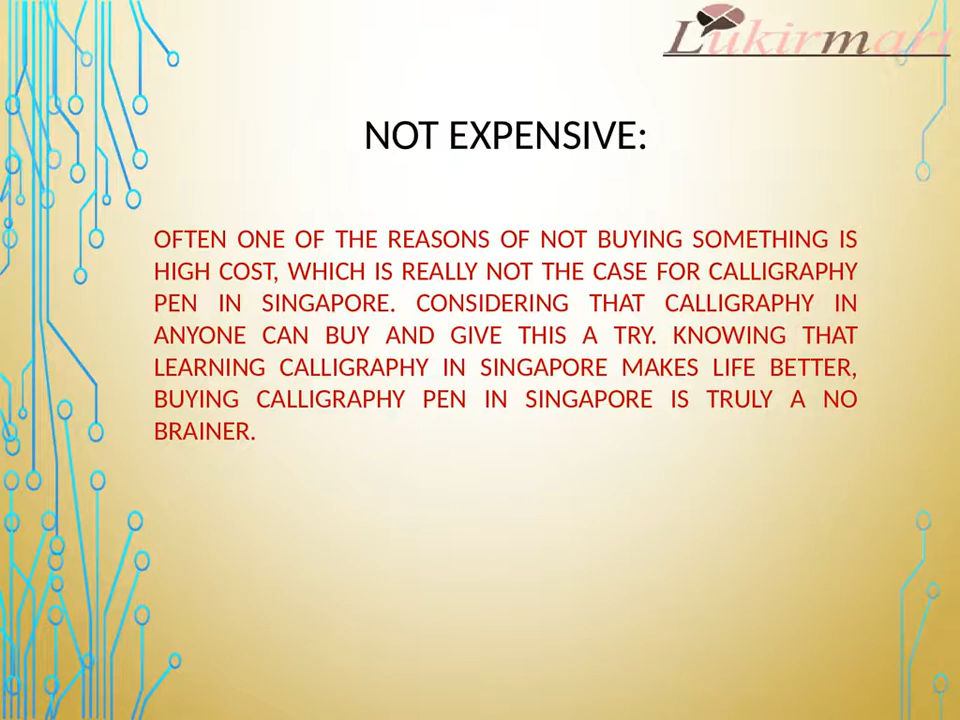 Lukirmari
NOT EXPENSIVE:
OFTEN ONE OF THE REASONS OF NOT BUYING SOMETHING IS
HIGH COST, WHICH IS REALLY NOT THE CASE FOR CALLIGRAPHY
PEN IN SINGAPORE. CONSIDERING THAT CALLIGRAPHY IN
ANYONE CAN BUY AND GIVE THIS A TRY. KNOWING THAT
LEARNING CALLIGRAPHY IN SINGAPORE MAKES LIFE BETTER,
BUYING CALLIGRAPHY PEN IN SINGAPORE IS TRULY A NO
BRAINER.